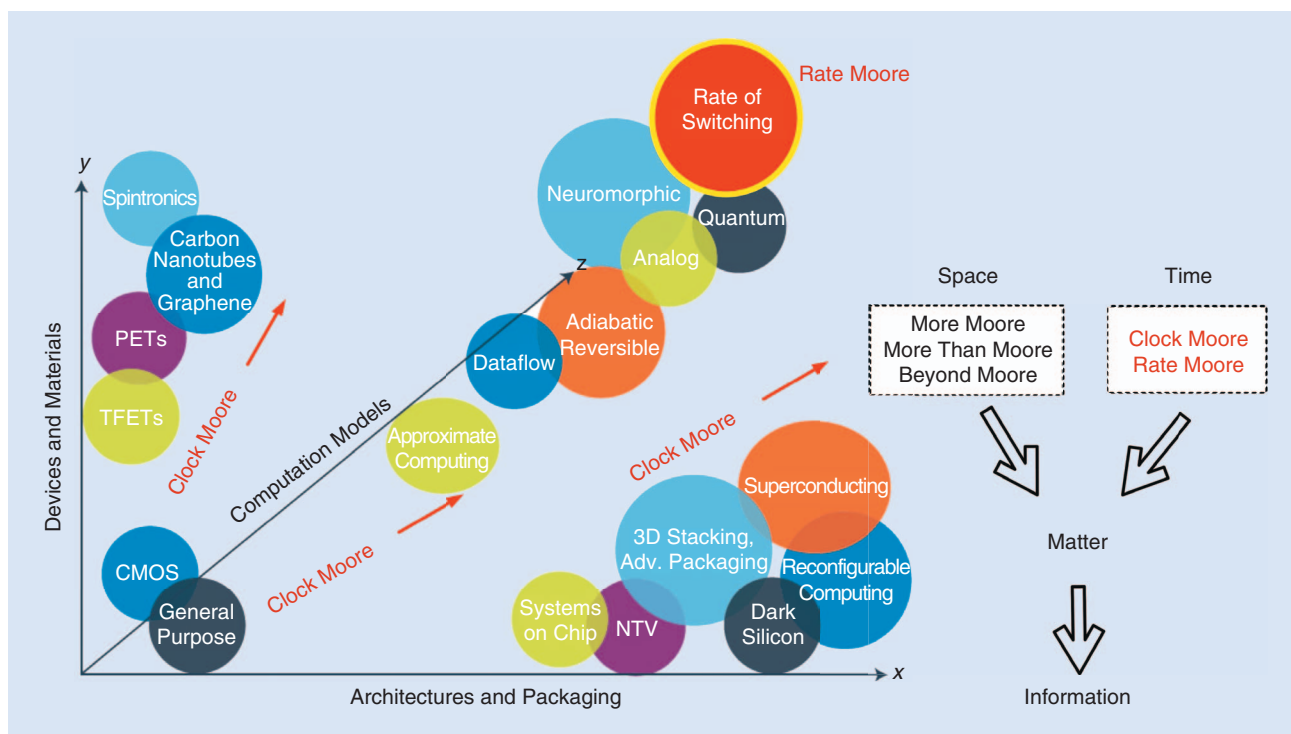 Rate Moore
Rate of
Switching
y
Spintronics
Neuromorphic
Quantum
Carbon
Nanotubes
and
Graphene
Analog
z
Space
Time
PETs
Adiabatic
Reversible
More Moore
More Than Moore
Beyond Moore
Clock Moore
Rate Moore
Dataflow
TFETs
Clock Moore
Devices and Materials
Computation Models
Approximate
Computing
Clock Moore
Superconducting
3D Stacking,
Adv. Packaging
Matter
CMOS
Clock Moore
Reconfigurable
Computing
General
Purpose
Systems
on Chip
NTV
Dark
Silicon
x
Architectures and Packaging
Information